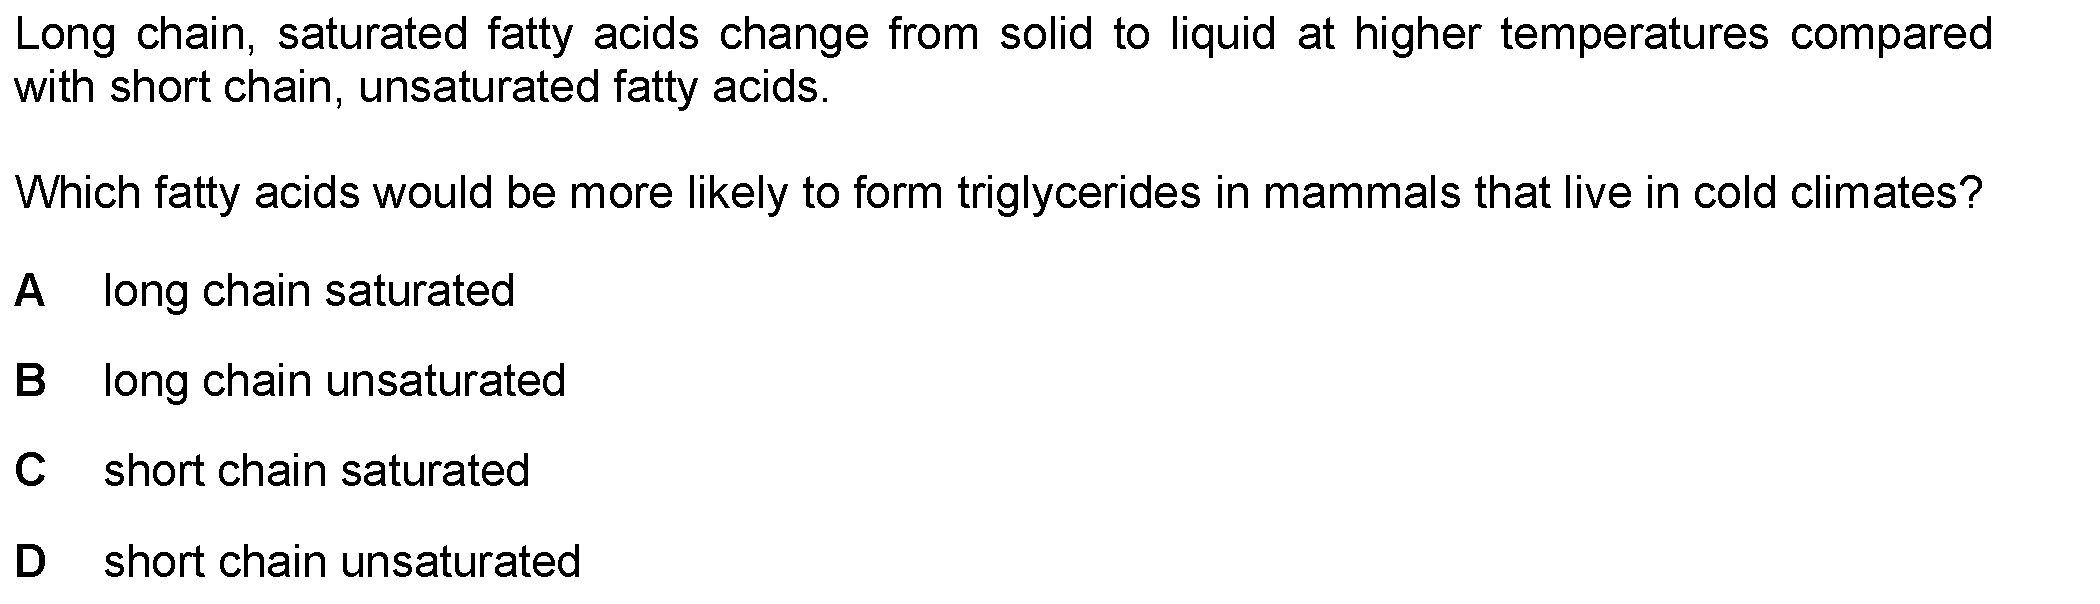 Long chain, saturated fatty acids change from solid to liquid at higher temperatures compared
with short chain, unsaturated fatty acids.
Which fatty acids would be more likely to form triglycerides in mammals that live in cold climates?
A long chain saturated
B long chain unsaturated
C short chain saturated
D short chain unsaturated